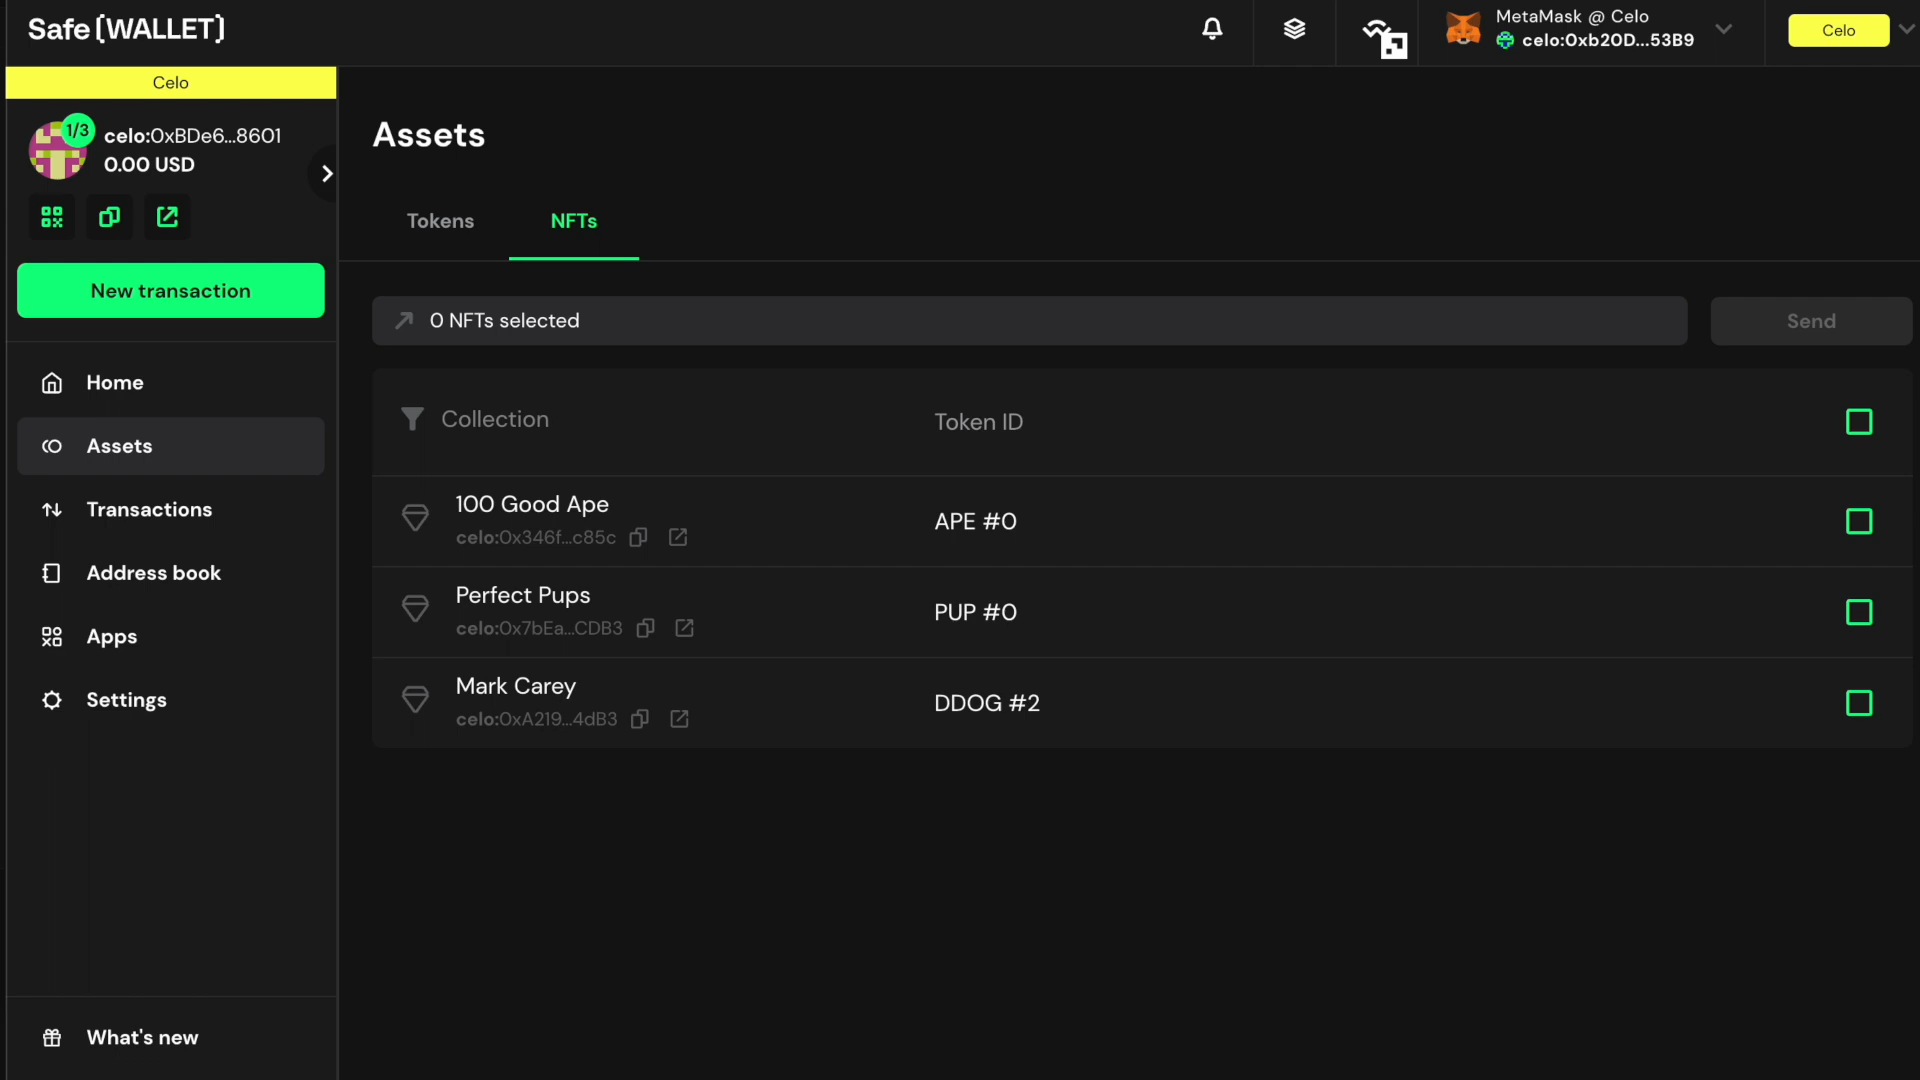 Safe{WALLET}
MetaMask @ Celo
celo:0xb20D...53B9
Celo
Celo
1/3
celo:0xBDe6...8601
0.00 USD
New transaction
Home
Assets
Transactions
Address book
Apps
Settings
What's new
Assets
Tokens
NFTs
0 NFTs selected
Send
Collection
Token ID
100 Good Ape
celo:0x346f...c85c
APE #0
Perfect Pups
celo:0x7bEa...CDB3
PUP #0
Mark Carey
celo:0xA219...4dB3
DDOG #2